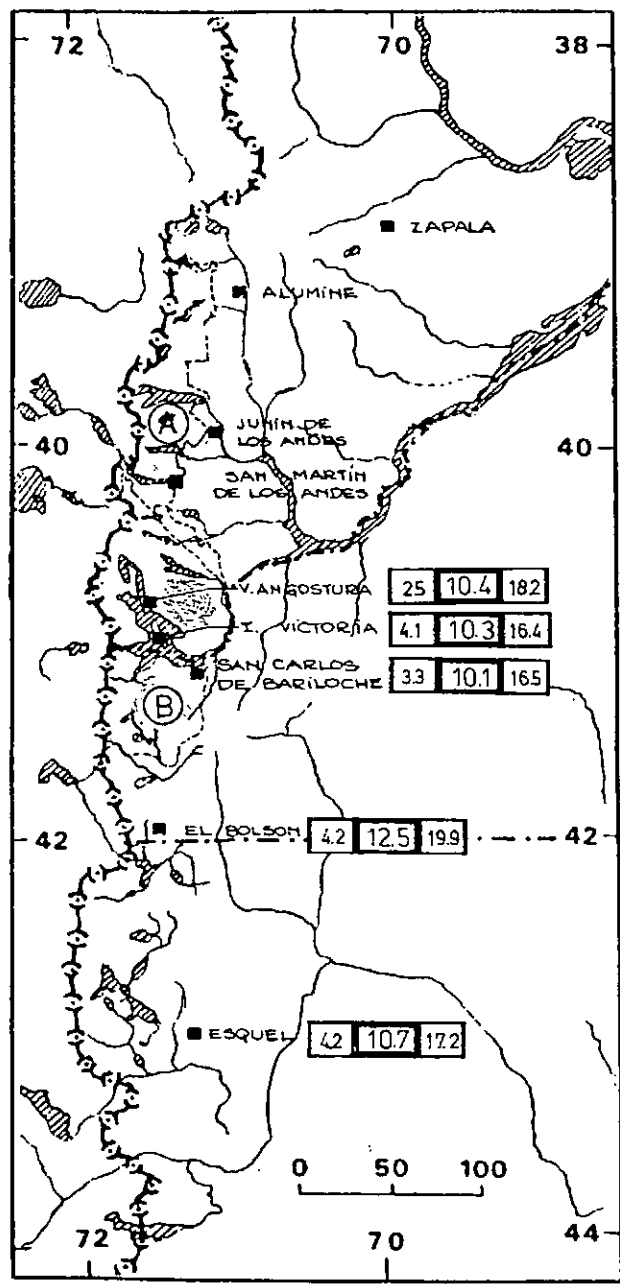 72 70 38
ZAPALA
ALUMINE
A
JUNIN DE
LOS ANDES
40 40
SAN MARTÍN
DE LOS ANDES
V. ANGOSTURA 25 10.4 18.2
I. VICTORIA 4.1 10.3 16.4
SAN CARLOS
DE BARILOCHE 3.3 10.1 16.5
B
EL BOLSON 4.2 12.5 19.9
42 42
ESQUEL 4.2 10.7 17.2
0 50 100
72 70 44